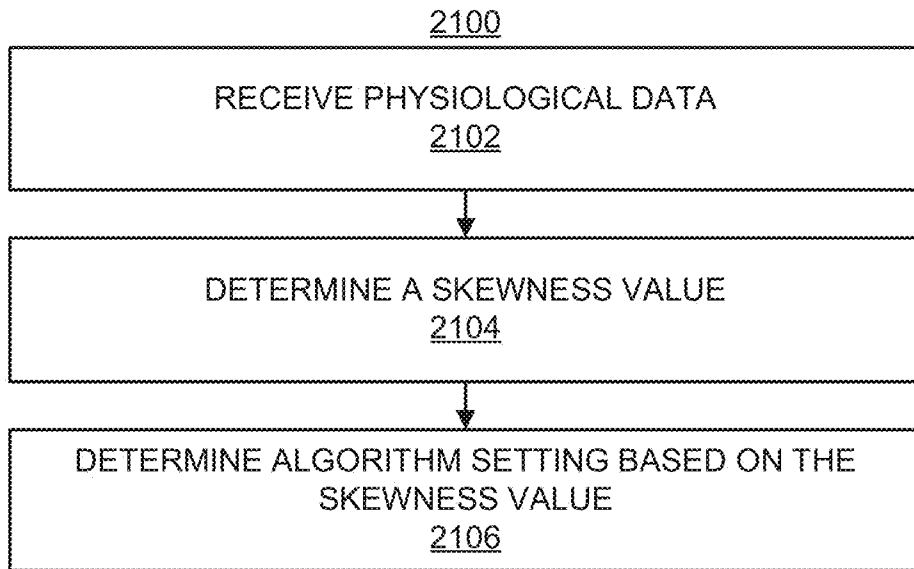 2100
RECEIVE PHYSIOLOGICAL DATA
2102
DETERMINE A SKEWNESS VALUE
2104
DETERMINE ALGORITHM SETTING BASED ON THE
SKEWNESS VALUE
2106